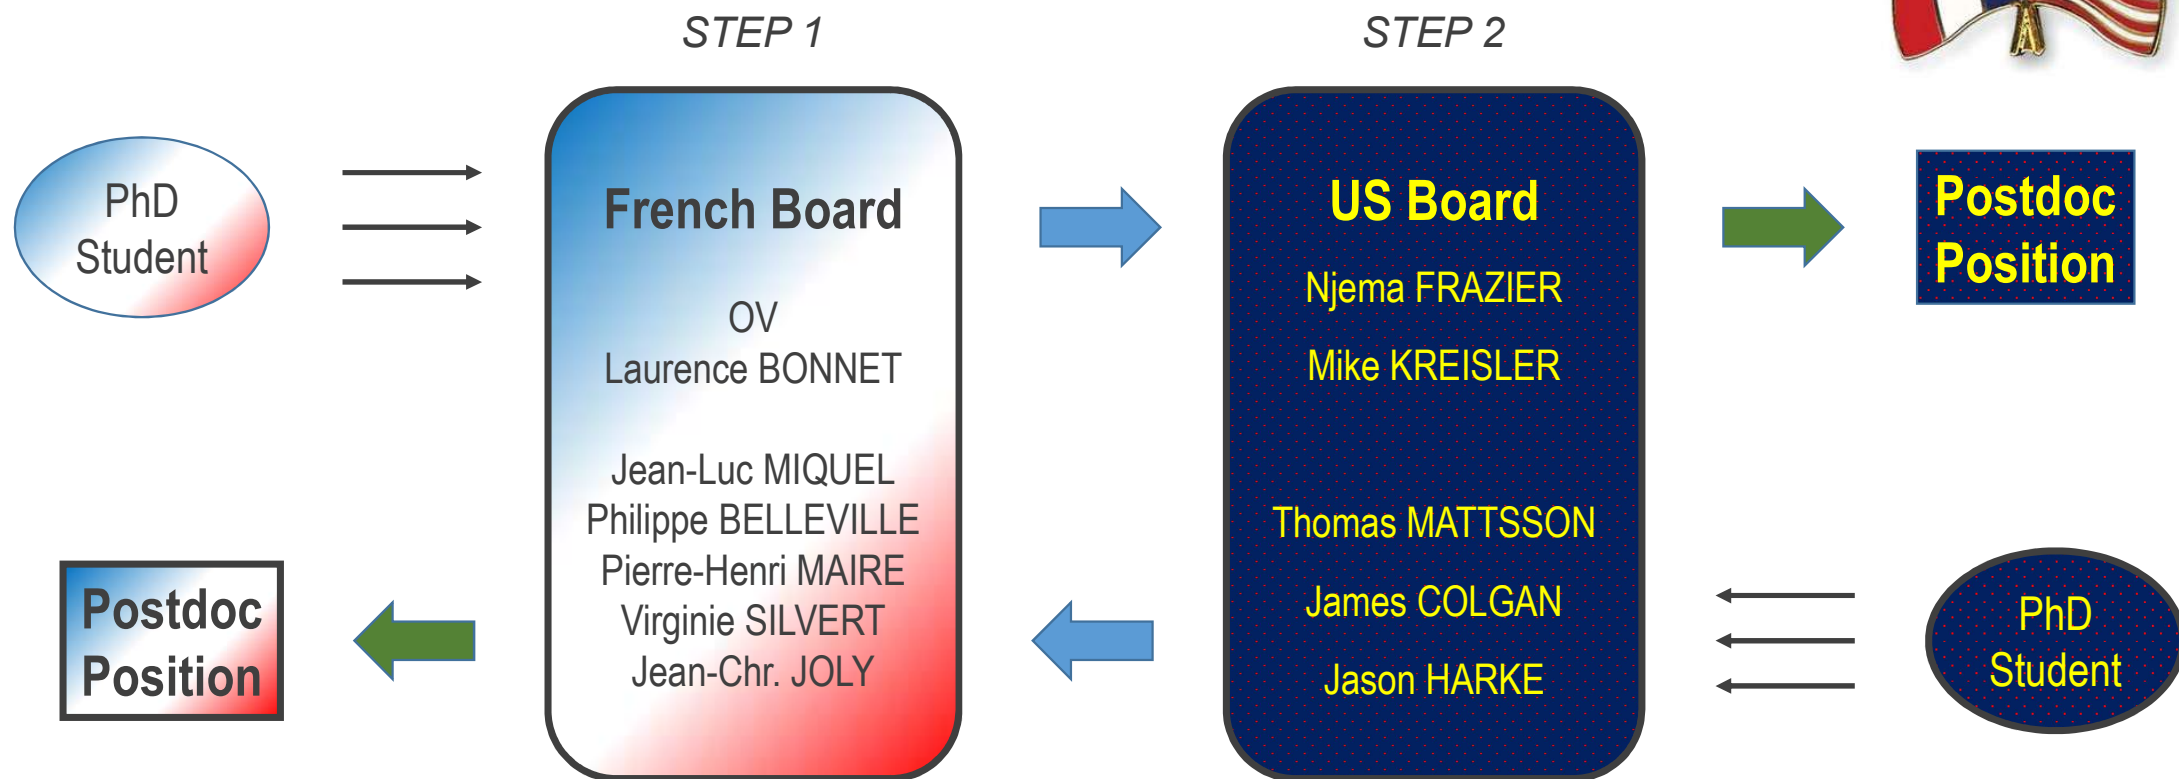 STEP 1
STEP 2
PhD
Student
French Board
OV
Laurence BONNET
Jean-Luc MIQUEL
Philippe BELLEVILLE
Pierre-Henri MAIRE
Virginie SILVERT
Jean-Chr. JOLY
US Board
Njema FRAZIER
Mike KREISLER
Thomas MATTSSON
James COLGAN
Jason HARKE
Postdoc
Position
Postdoc
Position
PhD
Student